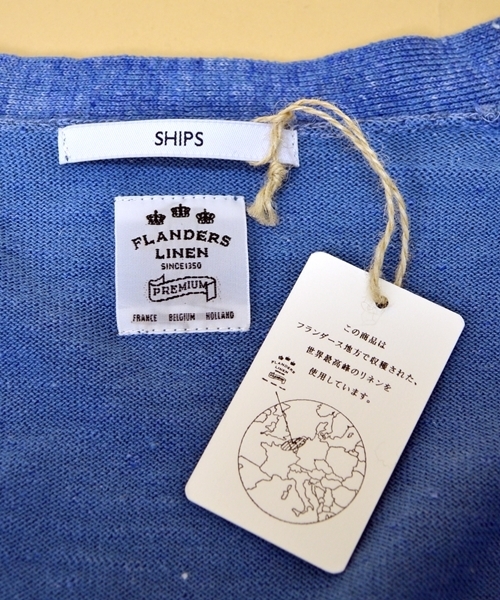 SHIPS
FLANDERS
LINEN
SINCE1350
PREMIUM
FRANCE BELGIUM HOLLAND
この商品は
フランダース地方で収穫された、
世界最高峰のリネンを
使用しています。
FLANDERS
LINEN